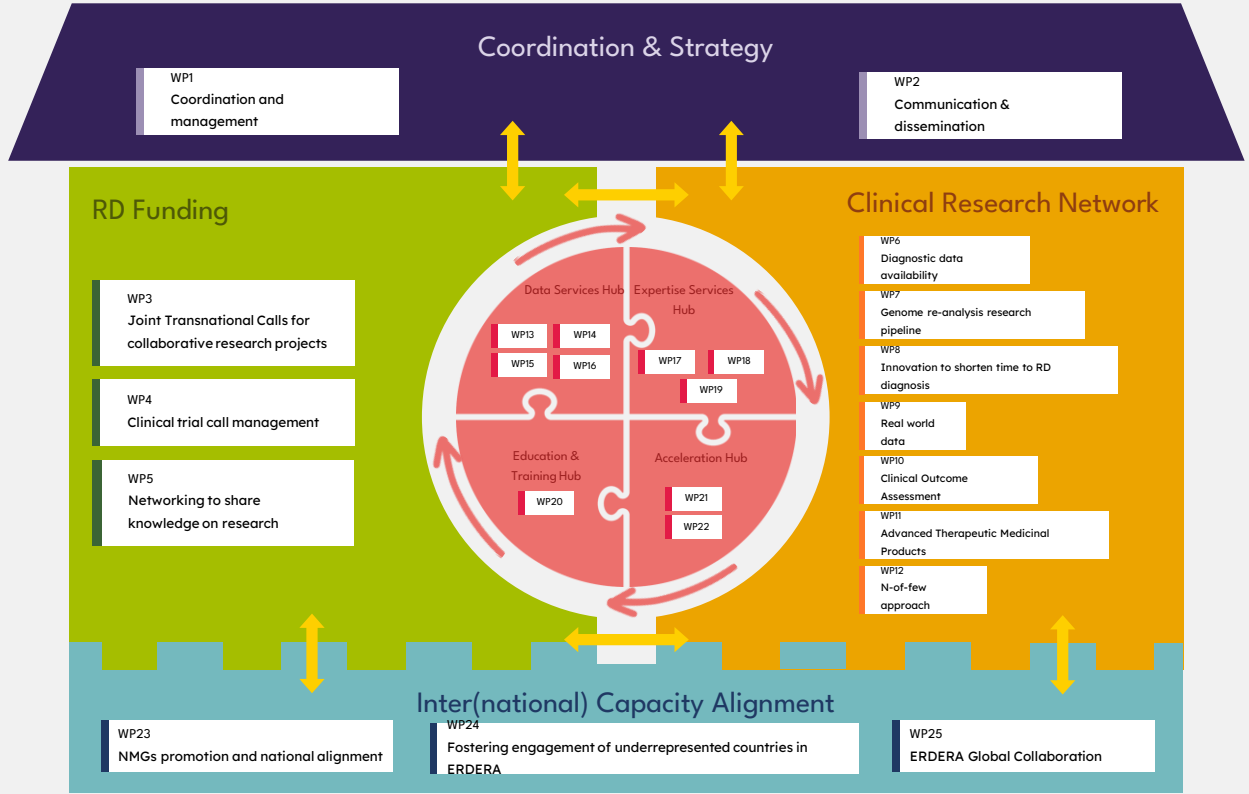 Coordination & Strategy
WP1
Coordination and
management
WP2
Communication &
dissemination
RD Funding
WP3
Joint Transnational Calls for
collaborative research projects
WP4
Clinical trial call management
WP5
Networking to share
knowledge on research
Data Services Hub
WP13
WP14
WP15
WP16
Expertise Services
Hub
WP17
WP18
WP19
Education &
Training Hub
WP20
Acceleration Hub
WP21
WP22
Clinical Research Network
WP6
Diagnostic data
availability
WP7
Genome re-analysis research
pipeline
WP8
Innovation to shorten time to RD
diagnosis
WP9
Real world
data
WP10
Clinical Outcome
Assessment
WP11
Advanced Therapeutic Medicinal
Products
WP12
N-of-few
approach
Inter(national) Capacity Alignment
WP23
NMGs promotion and national alignment
WP24
Fostering engagement of underrepresented countries in
ERDERA
WP25
ERDERA Global Collaboration